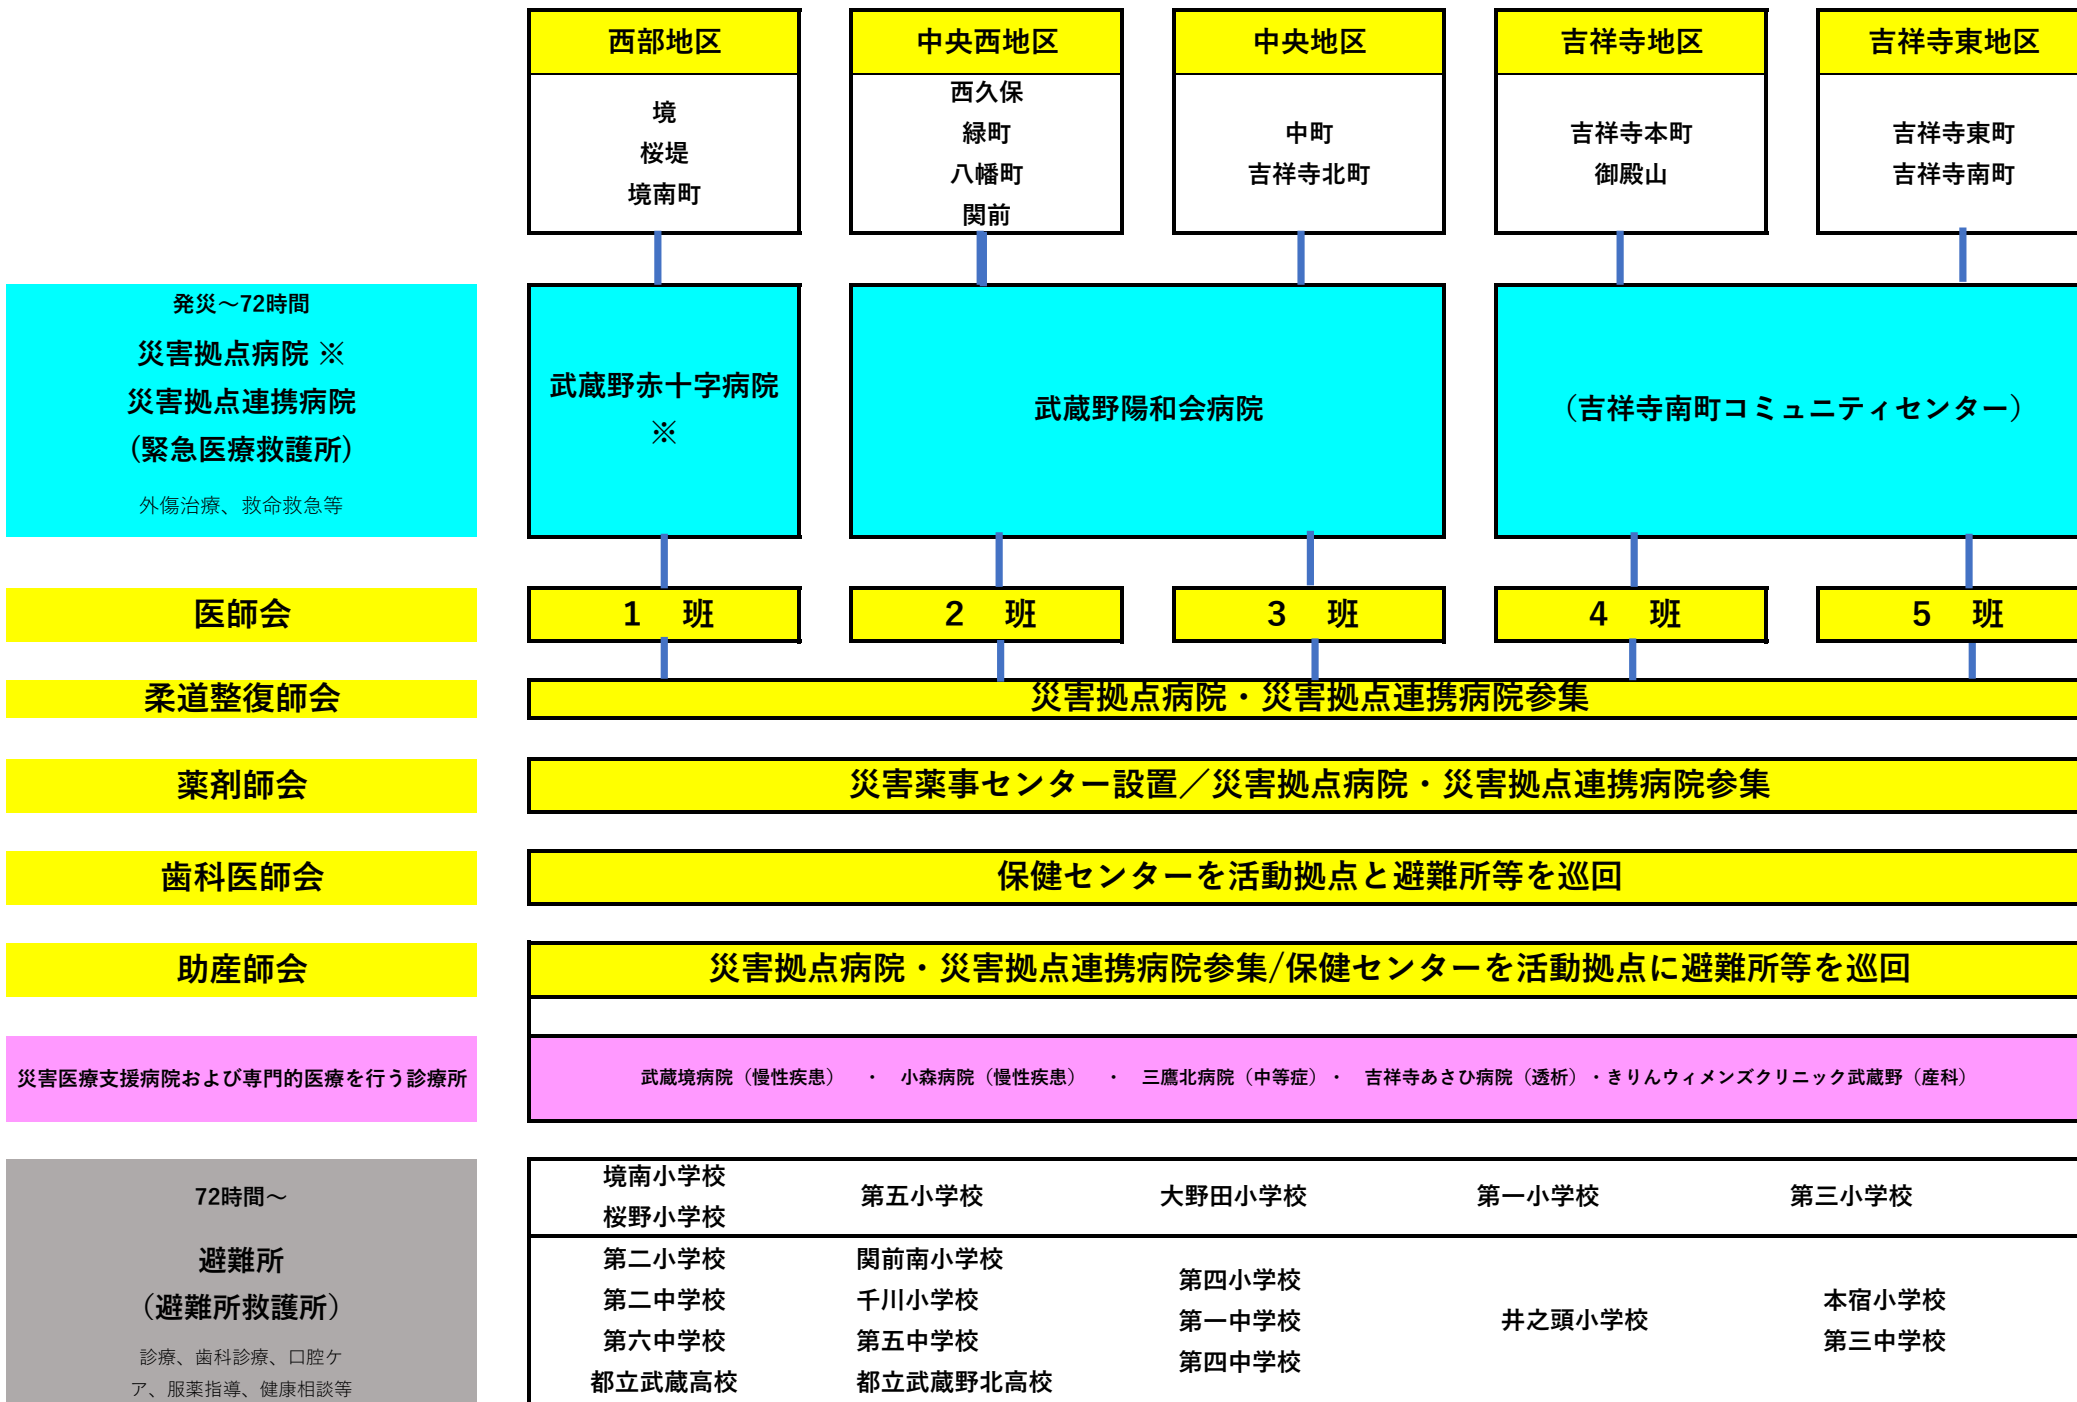 西部地区
中央西地区
中央地区
吉祥寺地区
吉祥寺東地区
境
桜堤
境南町
西久保
緑町
八幡町
関前
中町
吉祥寺北町
吉祥寺本町
御殿山
吉祥寺東町
吉祥寺南町
発災～72時間
災害拠点病院 ※
災害拠点連携病院
(緊急医療救護所)
外傷治療、救命救急等
武蔵野赤十字病院
※
武蔵野陽和会病院
（吉祥寺南町コミュニティセンター）
医師会
1 班
2 班
3 班
4 班
5 班
柔道整復師会
災害拠点病院・災害拠点連携病院参集
薬剤師会
災害薬事センター設置／災害拠点病院・災害拠点連携病院参集
歯科医師会
保健センターを活動拠点と避難所等を巡回
助産師会
災害拠点病院・災害拠点連携病院参集/保健センターを活動拠点に避難所等を巡回
災害医療支援病院および専門的医療を行う診療所
武蔵境病院（慢性疾患） ・ 小森病院（慢性疾患） ・ 三鷹北病院（中等症）・ 吉祥寺あさひ病院（透析）・きりんウィメンズクリニック武蔵野（産科）
72時間～
避難所
（避難所救護所）
診療、歯科診療、口腔ケ
ア、服薬指導、健康相談等
境南小学校
桜野小学校
第五小学校
大野田小学校
第一小学校
第三小学校
第二小学校
第二中学校
第六中学校
都立武蔵高校
関前南小学校
千川小学校
第五中学校
都立武蔵野北高校
第四小学校
第一中学校
第四中学校
井之頭小学校
本宿小学校
第三中学校